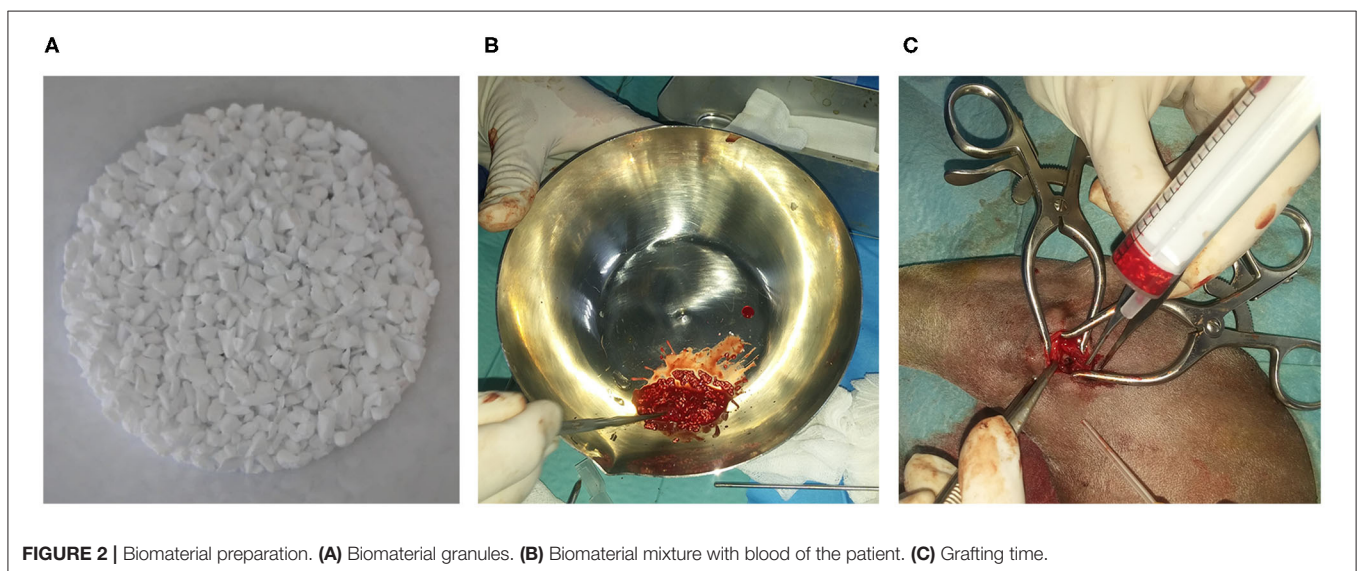 A
B
C
FIGURE 2 | Biomaterial preparation. (A) Biomaterial granules. (B) Biomaterial mixture with blood of the patient. (C) Grafting time.